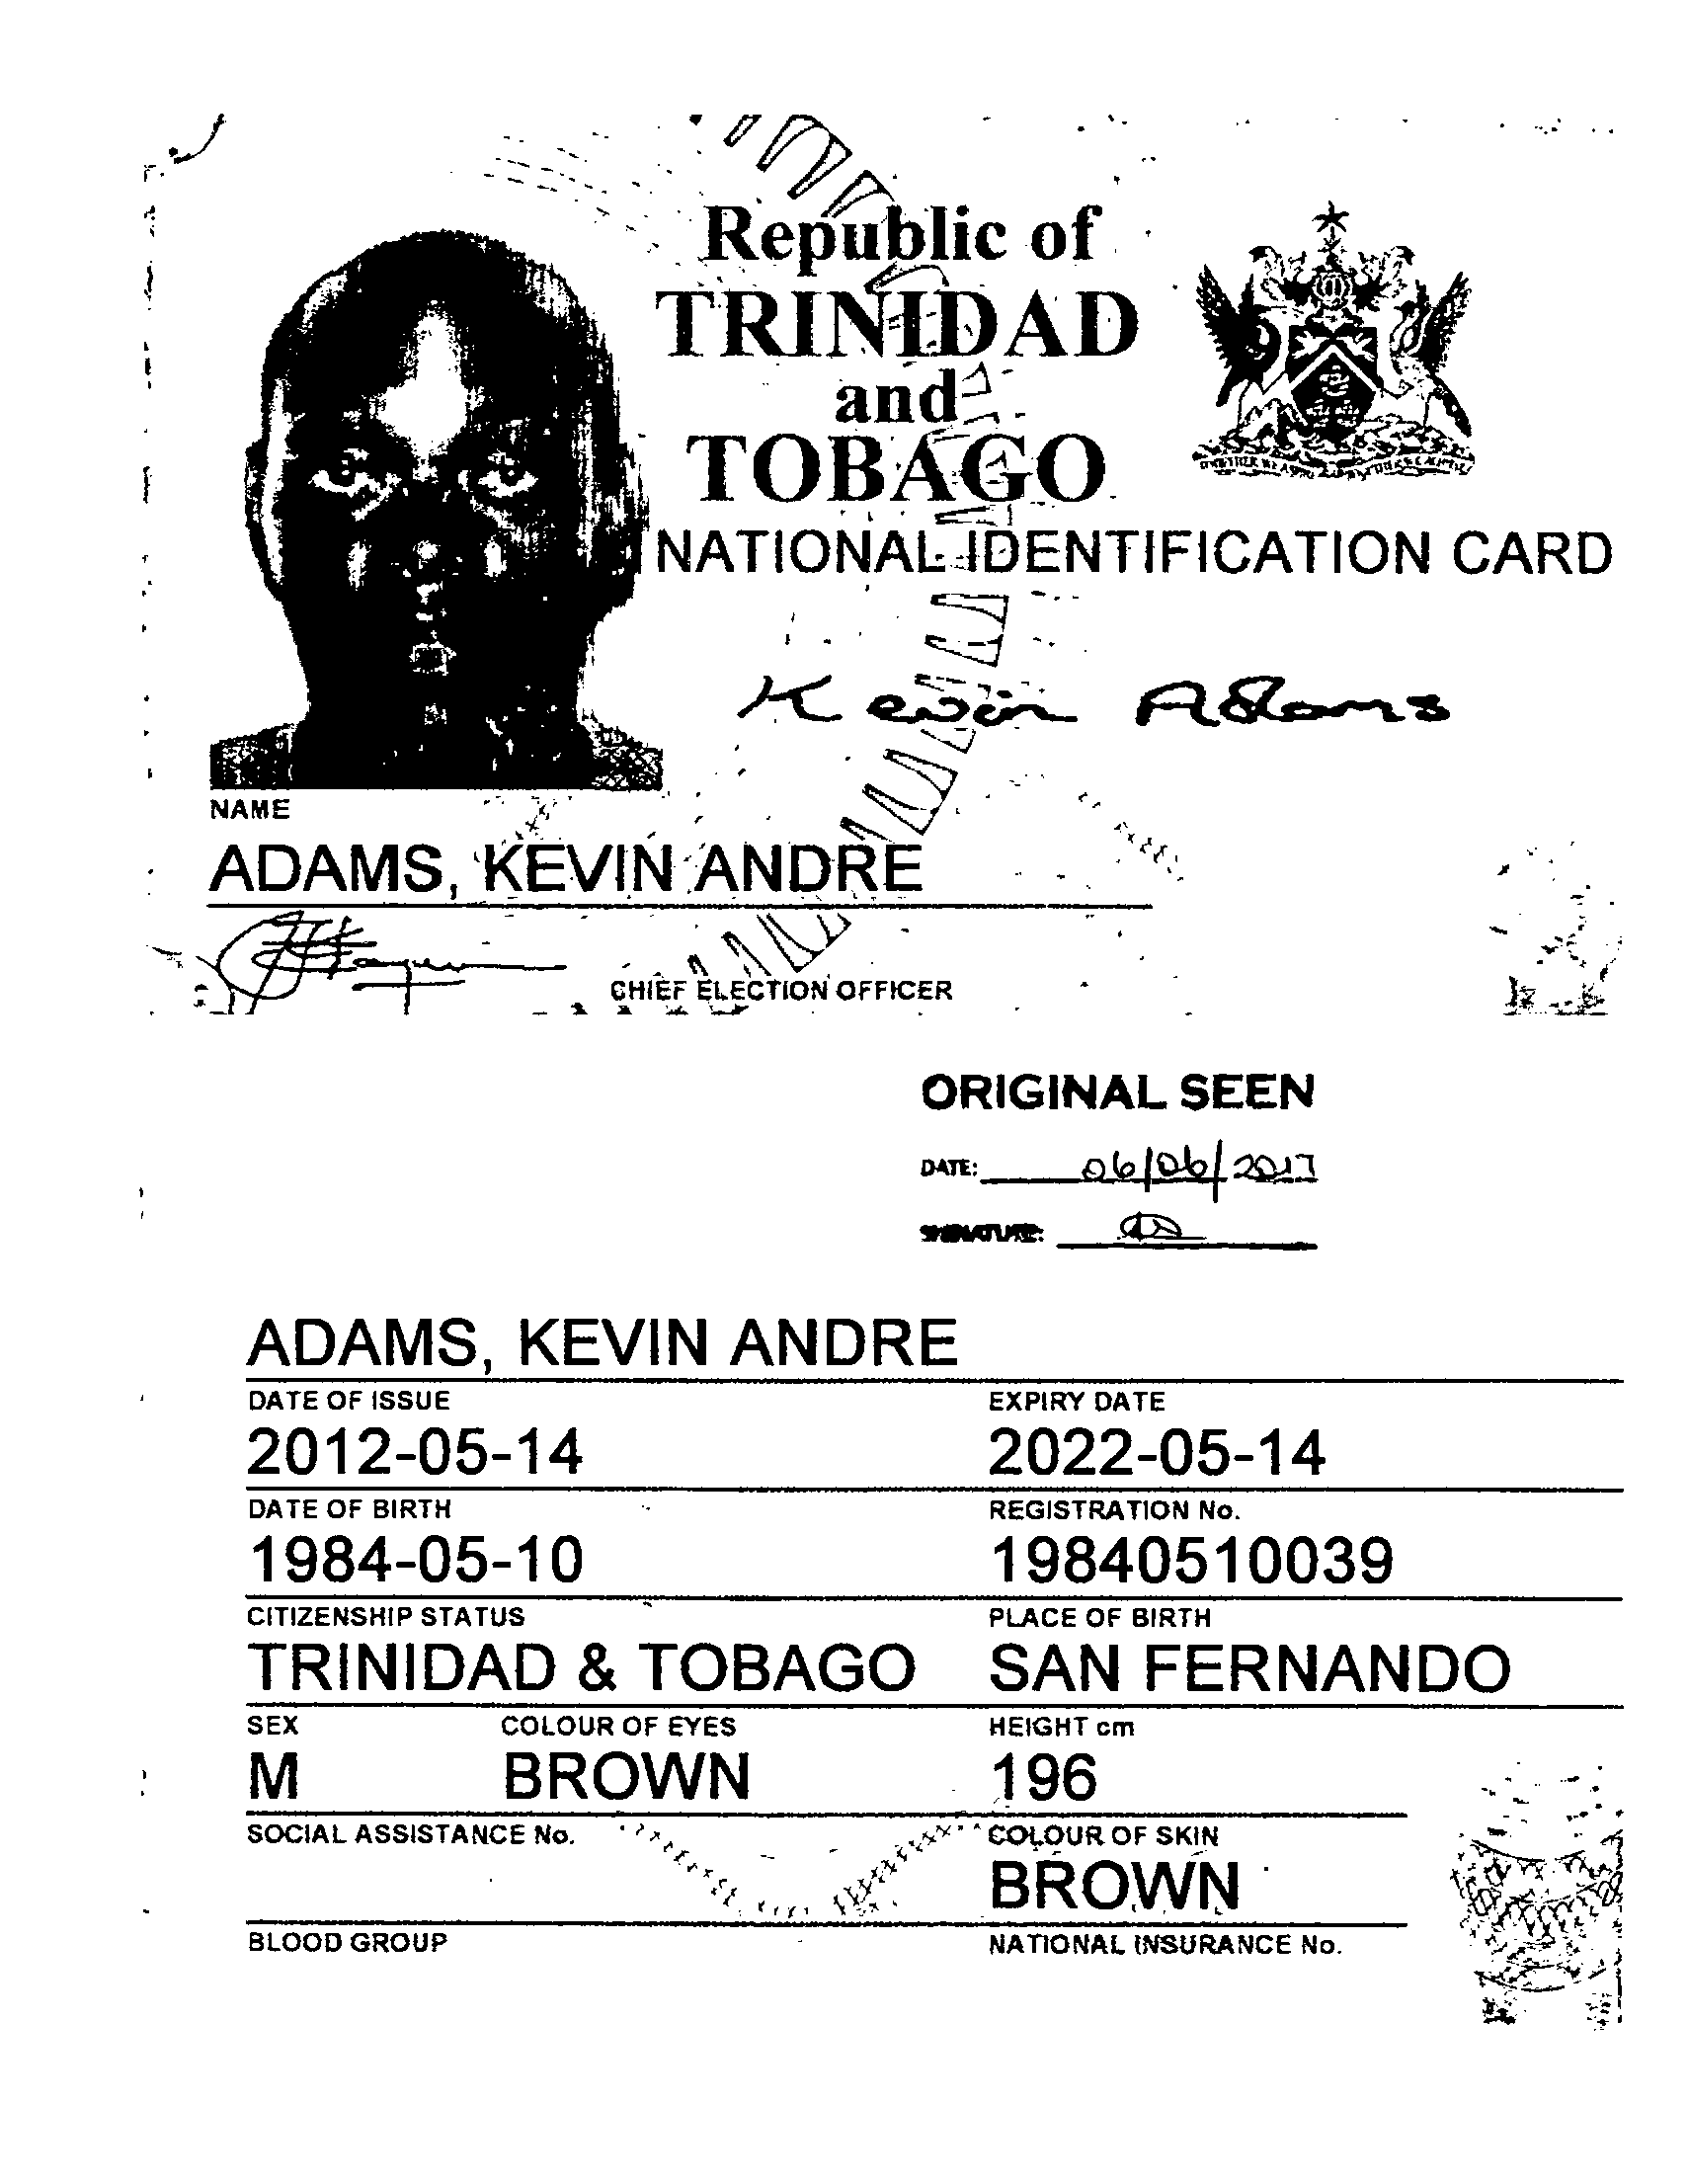 Republic of
TRINIDAD
and
TOBAGO
NATIONAL IDENTIFICATION CARD
Kevin Adams
NAME
ADAMS, KEVIN ANDRE
CHIEF ELECTION OFFICER
ORIGINAL SEEN
DATE: 06/06/2017
SIGNATURE:
ADAMS, KEVIN ANDRE
DATE OF ISSUE EXPIRY DATE
2012-05-14 2022-05-14
DATE OF BIRTH REGISTRATION No.
1984-05-10 19840510039
CITIZENSHIP STATUS PLACE OF BIRTH
TRINIDAD & TOBAGO SAN FERNANDO
SEX COLOUR OF EYES HEIGHT cm
M BROWN 196
SOCIAL ASSISTANCE No. COLOUR OF SKIN
BROWN
BLOOD GROUP NATIONAL INSURANCE No.